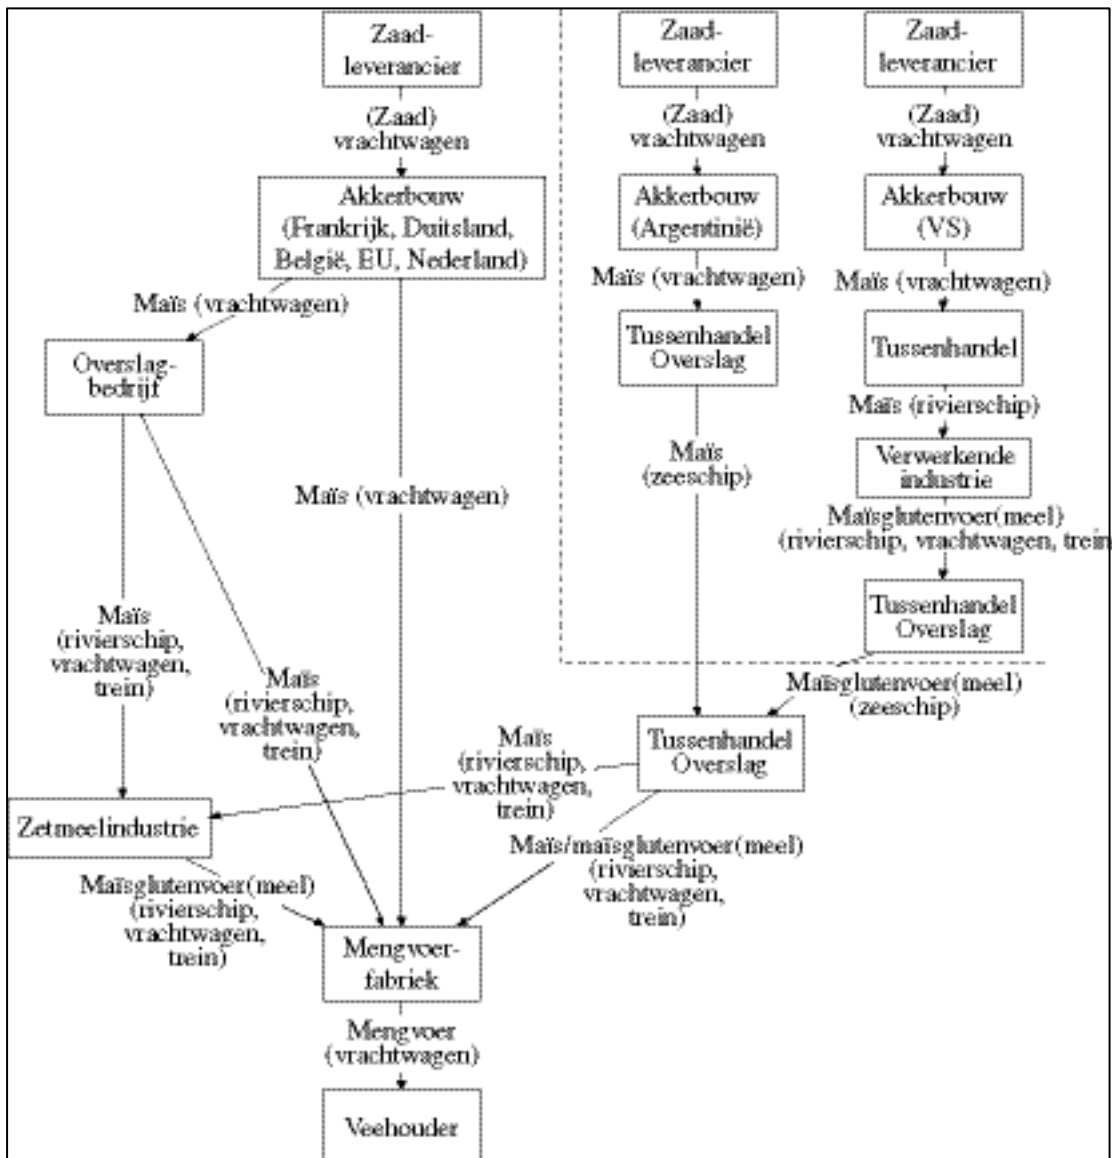 Zaad-
leverancier
Zaad-
leverancier
Zaad-
leverancier
(Zaad)
vrachtwagen
(Zaad)
vrachtwagen
(Zaad)
vrachtwagen
Akkerbouw
(Frankrijk, Duitsland,
België, EU, Nederland)
Akkerbouw
(Argentinië)
Akkerbouw
(VS)
Maïs (vrachtwagen)
Maïs (vrachtwagen)
Maïs (vrachtwagen)
Overslag-
bedrijf
Tussenhandel
Overslag
Tussenhandel
Maïs (rivierschip)
Maïs
(zeeschip)
Verwerkende
industrie
Maïs (vrachtwagen)
Maïsglutenvoer(meel)
(rivierschip, vrachtwagen, trein
Tussenhandel
Overslag
Maïs
(rivierschip,
vrachtwagen,
trein)
Maïs
(rivierschip,
vrachtwagen,
trein)
Maïsglutenvoer(meel)
(zeeschip)
Tussenhandel
Overslag
Maïs
(rivierschip,
vrachtwagen,
trein)
Zetmeelindustrie
Maïs/maïsglutenvoer(meel)
(rivierschip,
vrachtwagen,
trein)
Maïsglutenvoer(meel)
(rivierschip,
vrachtwagen,
trein)
Mengvoer-
fabriek
Mengvoer
(vrachtwagen)
Veehouder